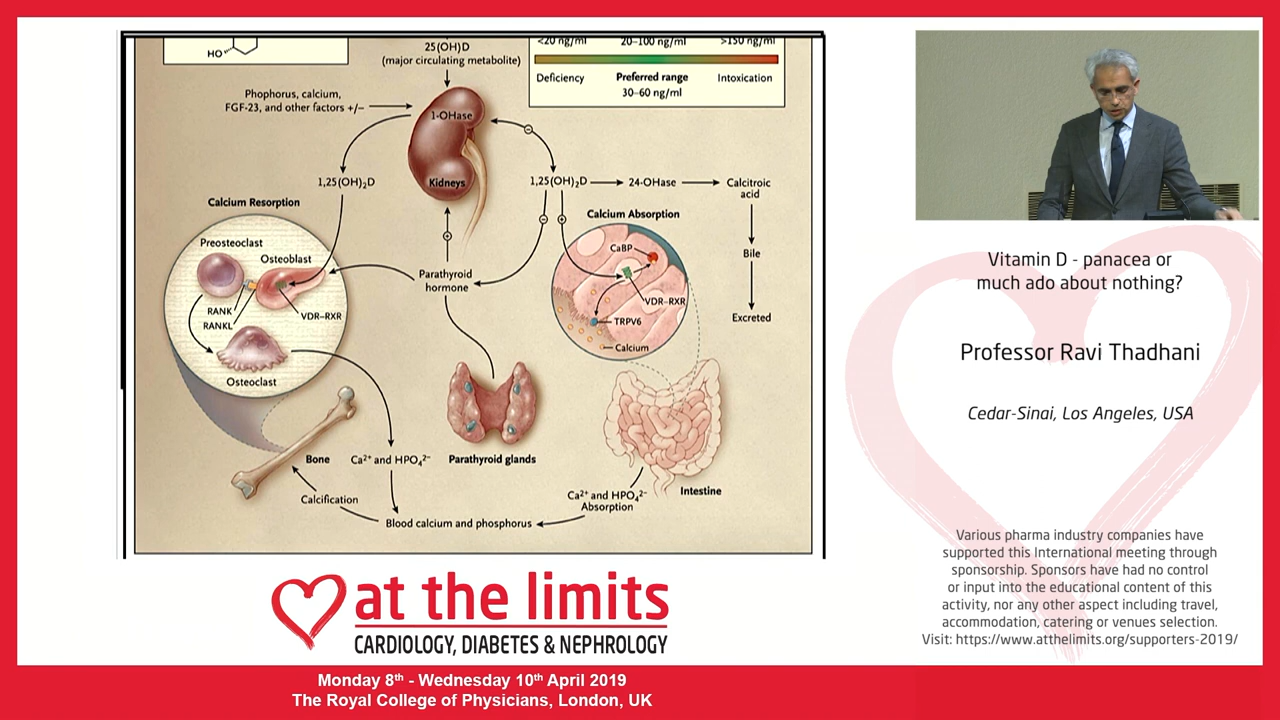 HO
25(OH)D
(major circulating metabolite)
<20 ng/ml 20–100 ng/ml >150 ng/ml
Deficiency Preferred range Intoxication
30–60 ng/ml
Phophorus, calcium,
FGF-23, and other factors +/–
1-OHase
Kidneys
1,25(OH)₂D
1,25(OH)₂D
24-OHase
Calcitroic
acid
Bile
Excreted
Calcium Resorption
Preosteoclast
Osteoblast
RANK
RANKL
VDR–RXR
Osteoclast
Parathyroid
hormone
Calcium Absorption
CaBP
VDR–RXR
TRPV6
Calcium
Bone
Ca²⁺ and HPO₄²⁻
Parathyroid glands
Intestine
Calcification
Ca²⁺ and HPO₄²⁻
Absorption
Blood calcium and phosphorus
at the limits
CARDIOLOGY, DIABETES & NEPHROLOGY
Monday 8th - Wednesday 10th April 2019
The Royal College of Physicians, London, UK
Vitamin D - panacea or
much ado about nothing?
Professor Ravi Thadhani
Cedar-Sinai, Los Angeles, USA
Various pharma industry companies have
supported this International meeting through
sponsorship. Sponsors have had no control
or input into the educational content of this
activity, nor any other aspect including travel,
accommodation, catering or venues selection.
Visit: https://www.atthelimits.org/supporters-2019/